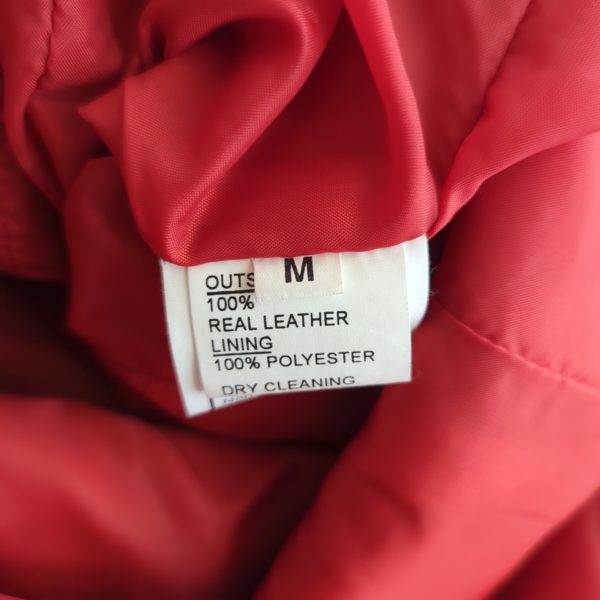 M
OUTS
100%
REAL LEATHER
LINING
100% POLYESTER
DRY CLEANING